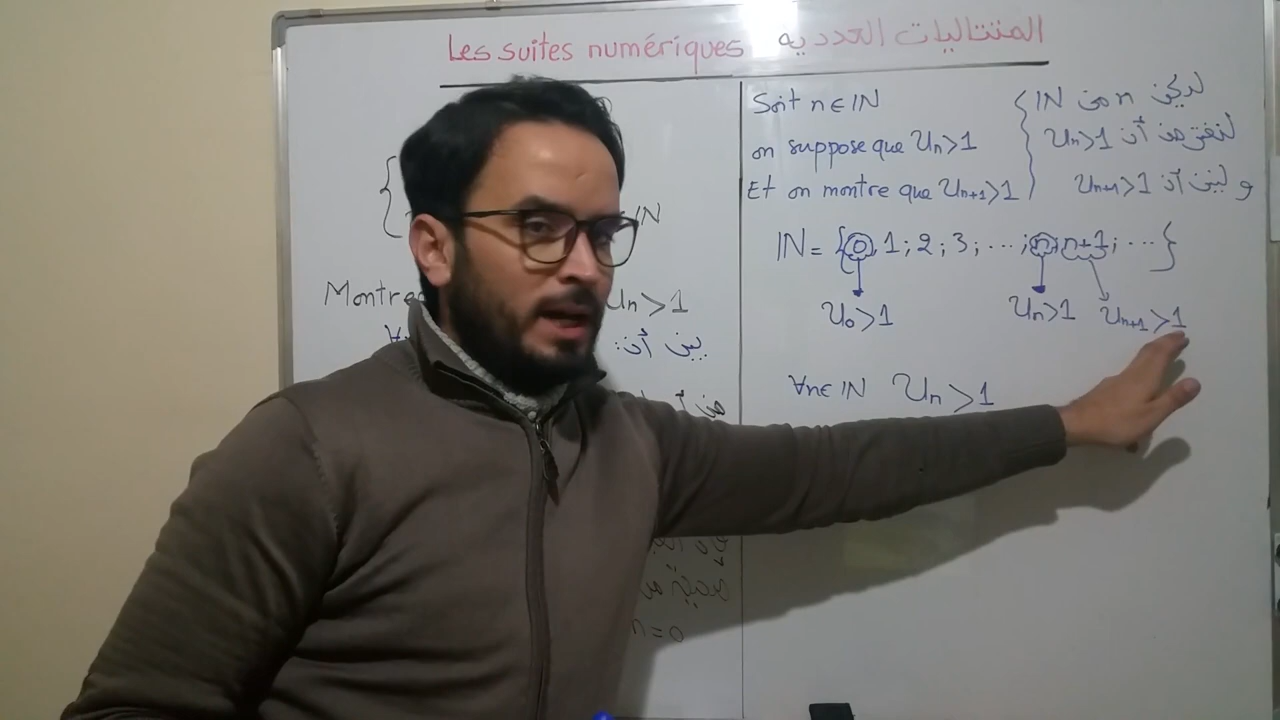 Les suites numériques المتتاليات العددية
IN
Montre Un>1
بين أن:
n=0
Soit n∈IN
on suppose que Un>1
Et on montre que Un+1>1
ليكن n من IN
لنفترض أن Un>1
و لنبين أن Un+1>1
IN = {0, 1; 2; 3; ...; n; n+1; ... }
U0>1
Un>1
Un+1>1
∀n∈IN Un>1